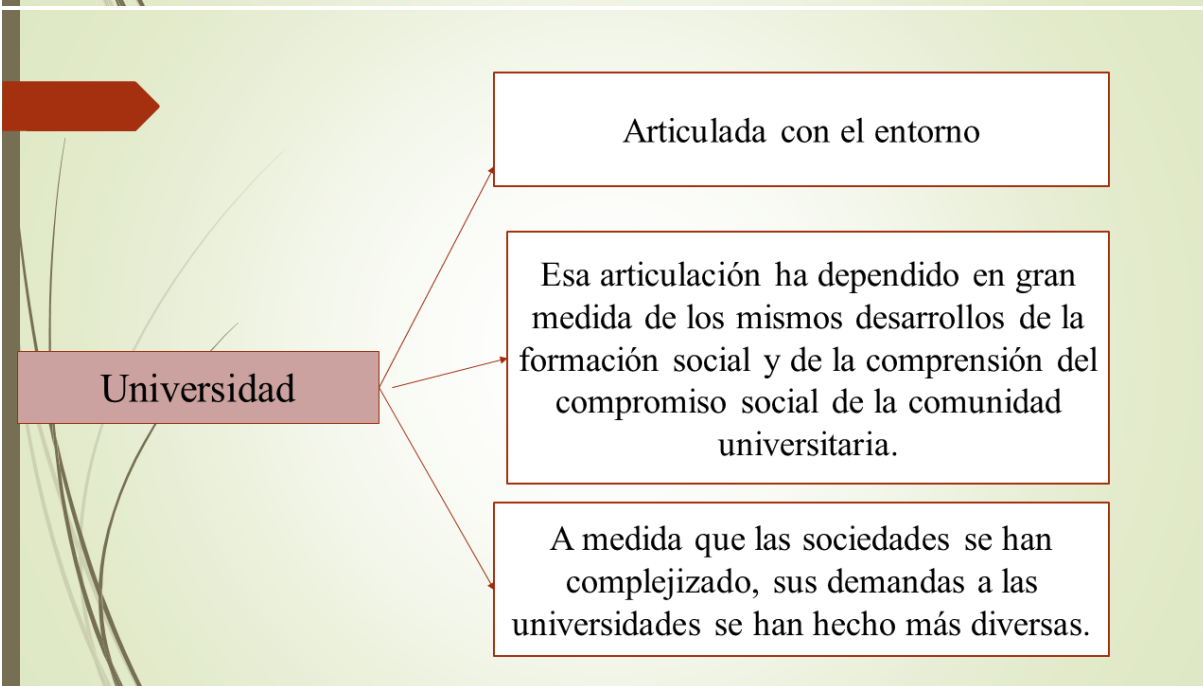 Articulada con el entorno
Universidad
Esa articulación ha dependido en gran
medida de los mismos desarrollos de la
formación social y de la comprensión del
compromiso social de la comunidad
universitaria.
A medida que las sociedades se han
complejizado, sus demandas a las
universidades se han hecho más diversas.